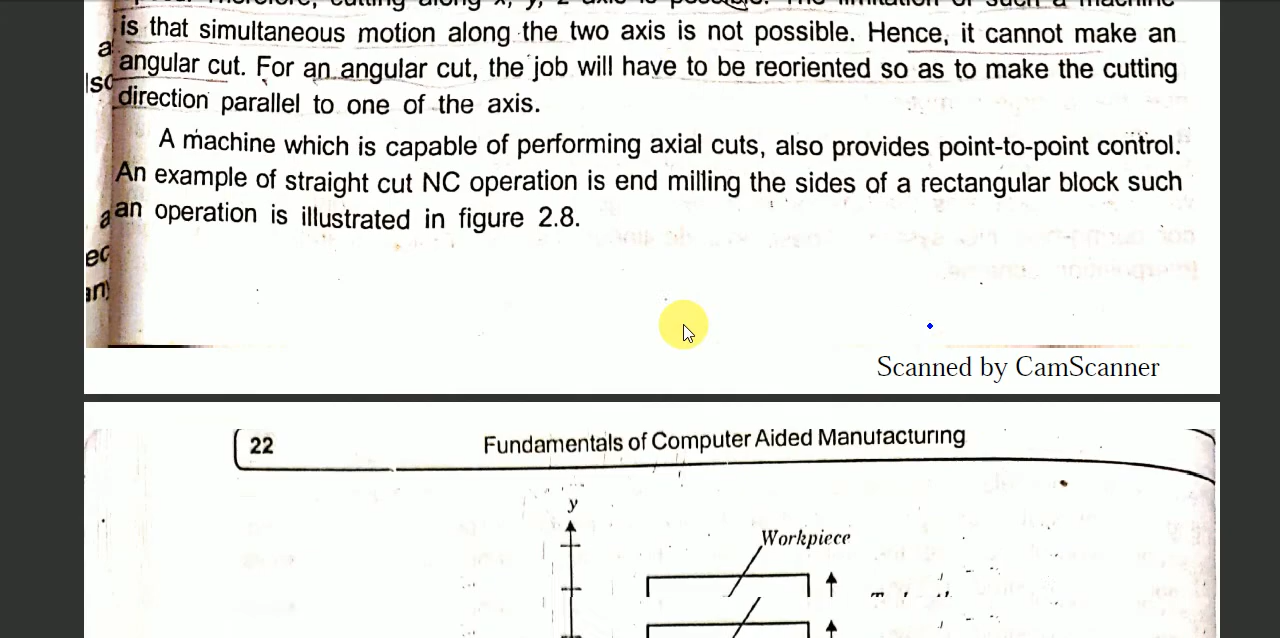 is that simultaneous motion along the two axis is not possible. Hence, it cannot make an
angular cut. For an angular cut, the job will have to be reoriented so as to make the cutting
direction parallel to one of the axis.
A machine which is capable of performing axial cuts, also provides point-to-point control.
An example of straight cut NC operation is end milling the sides of a rectangular block such
an operation is illustrated in figure 2.8.
Scanned by CamScanner
22 Fundamentals of Computer Aided Manufacturing
y
Workpiece